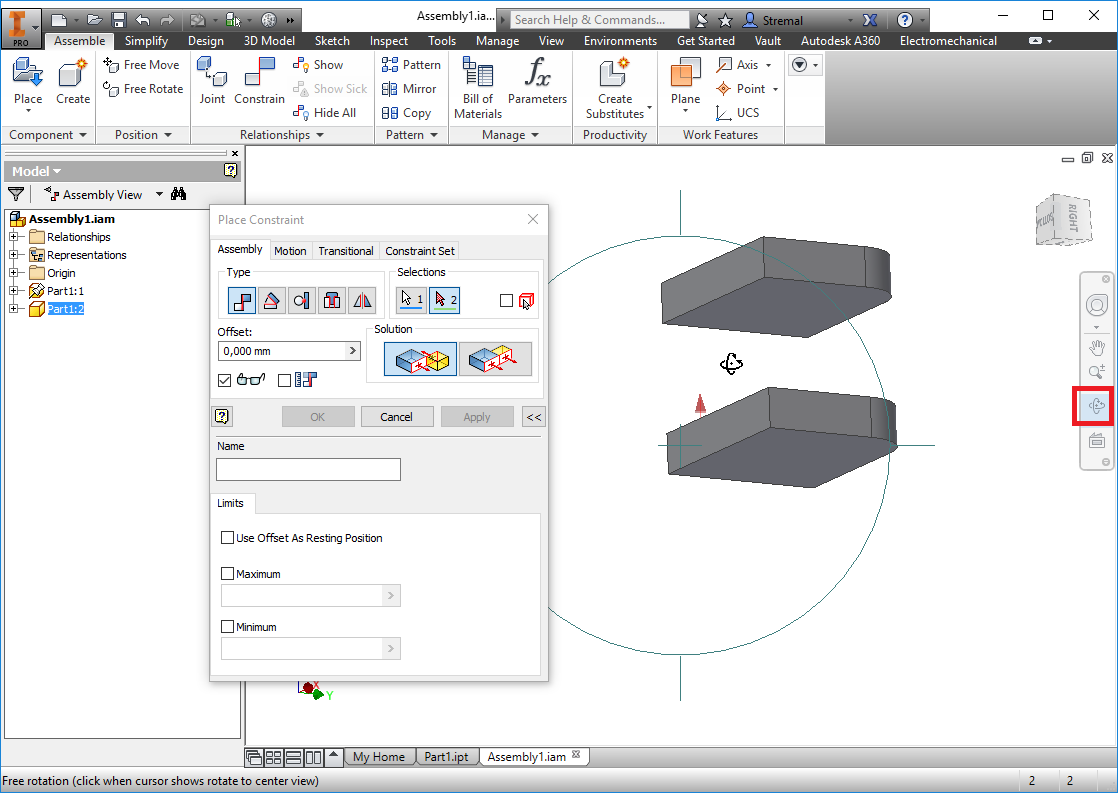 Assembly1.ia...
Search Help & Commands...
Stremal
PRO
Assemble Simplify Design 3D Model Sketch Inspect Tools Manage View Environments Get Started Vault Autodesk A360 Electromechanical
Place
Create
Free Move
Free Rotate
Joint
Constrain
Show
Show Sick
Hide All
Pattern
Mirror
Copy
Bill of
Materials
fx
Parameters
Create
Substitutes
Plane
Axis
Point
UCS
Component Position Relationships Pattern Manage Productivity Work Features
Model
Assembly View
Assembly1.iam
Relationships
Representations
Origin
Part1:1
Part1:2
Place Constraint
Assembly Motion Transitional Constraint Set
Type
Selections
1
2
Offset:
0,000 mm
Solution
OK Cancel Apply <<
Name
Limits
Use Offset As Resting Position
Maximum
Minimum
RIGHT
X
Y
My Home Part1.ipt Assembly1.iam
Free rotation (click when cursor shows rotate to center view)
2 2